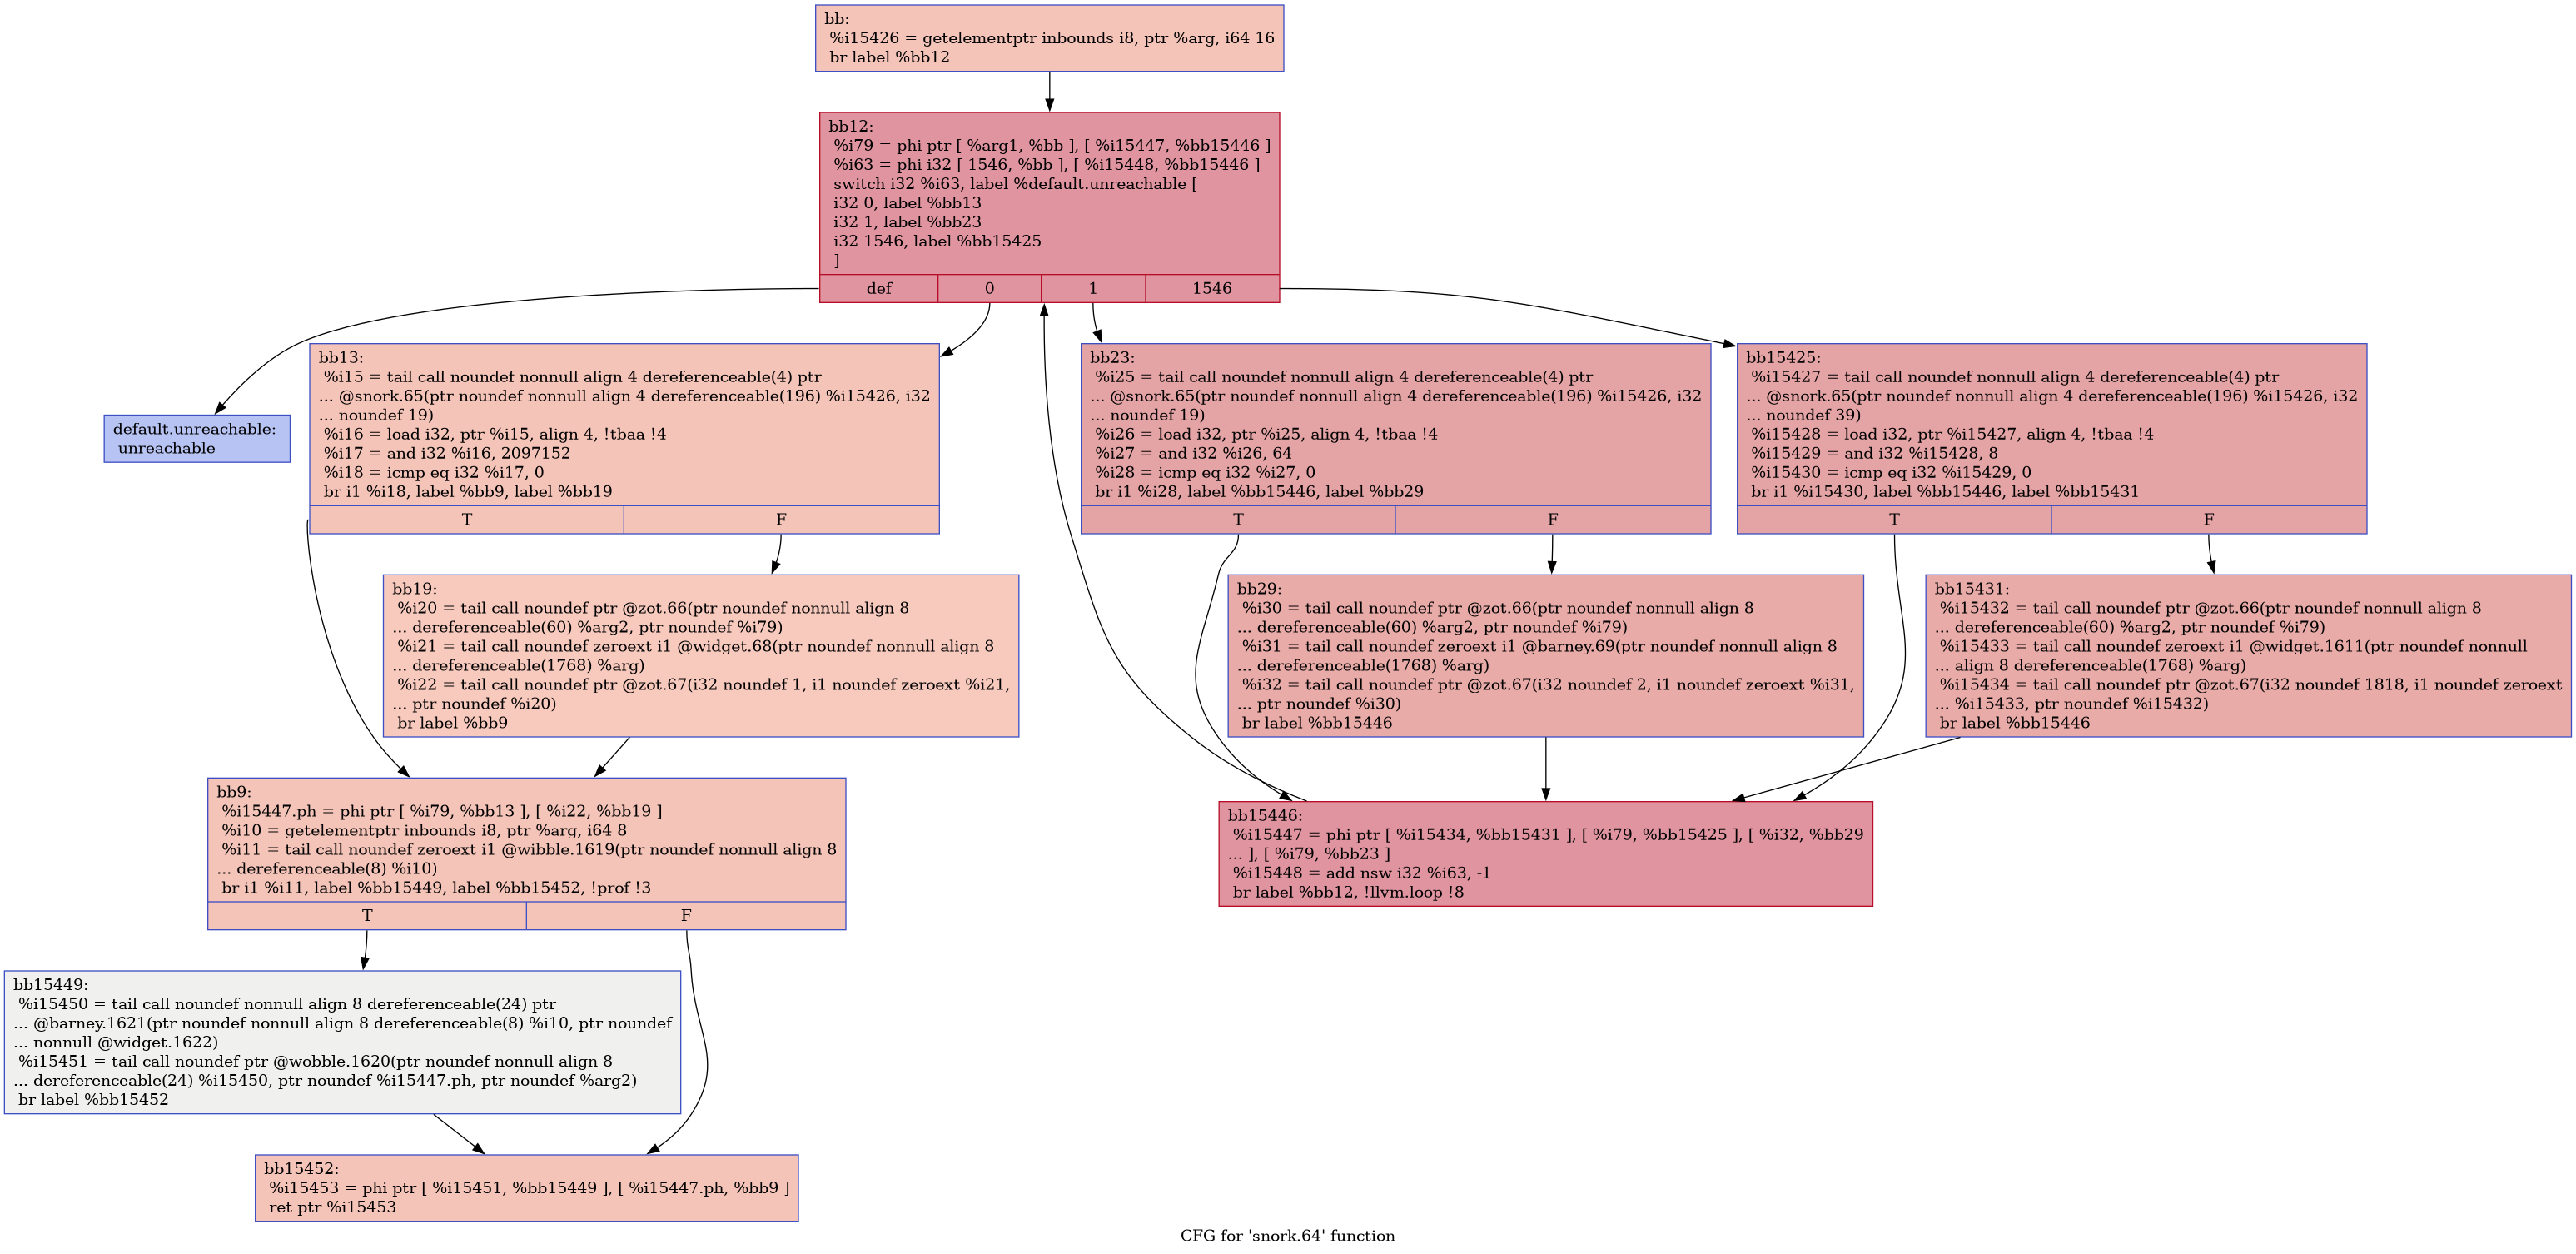 bb:
%i15426 = getelementptr inbounds i8, ptr %arg, i64 16
br label %bb12
bb12:
%i79 = phi ptr [ %arg1, %bb ], [ %i15447, %bb15446 ]
%i63 = phi i32 [ 1546, %bb ], [ %i15448, %bb15446 ]
switch i32 %i63, label %default.unreachable [
i32 0, label %bb13
i32 1, label %bb23
i32 1546, label %bb15425
]
def 0 1 1546
default.unreachable:
unreachable
bb13:
%i15 = tail call noundef nonnull align 4 dereferenceable(4) ptr
... @snork.65(ptr noundef nonnull align 4 dereferenceable(196) %i15426, i32
... noundef 19)
%i16 = load i32, ptr %i15, align 4, !tbaa !4
%i17 = and i32 %i16, 2097152
%i18 = icmp eq i32 %i17, 0
br i1 %i18, label %bb9, label %bb19
T F
bb23:
%i25 = tail call noundef nonnull align 4 dereferenceable(4) ptr
... @snork.65(ptr noundef nonnull align 4 dereferenceable(196) %i15426, i32
... noundef 19)
%i26 = load i32, ptr %i25, align 4, !tbaa !4
%i27 = and i32 %i26, 64
%i28 = icmp eq i32 %i27, 0
br i1 %i28, label %bb15446, label %bb29
T F
bb15425:
%i15427 = tail call noundef nonnull align 4 dereferenceable(4) ptr
... @snork.65(ptr noundef nonnull align 4 dereferenceable(196) %i15426, i32
... noundef 39)
%i15428 = load i32, ptr %i15427, align 4, !tbaa !4
%i15429 = and i32 %i15428, 8
%i15430 = icmp eq i32 %i15429, 0
br i1 %i15430, label %bb15446, label %bb15431
T F
bb19:
%i20 = tail call noundef ptr @zot.66(ptr noundef nonnull align 8
... dereferenceable(60) %arg2, ptr noundef %i79)
%i21 = tail call noundef zeroext i1 @widget.68(ptr noundef nonnull align 8
... dereferenceable(1768) %arg)
%i22 = tail call noundef ptr @zot.67(i32 noundef 1, i1 noundef zeroext %i21,
... ptr noundef %i20)
br label %bb9
bb29:
%i30 = tail call noundef ptr @zot.66(ptr noundef nonnull align 8
... dereferenceable(60) %arg2, ptr noundef %i79)
%i31 = tail call noundef zeroext i1 @barney.69(ptr noundef nonnull align 8
... dereferenceable(1768) %arg)
%i32 = tail call noundef ptr @zot.67(i32 noundef 2, i1 noundef zeroext %i31,
... ptr noundef %i30)
br label %bb15446
bb15431:
%i15432 = tail call noundef ptr @zot.66(ptr noundef nonnull align 8
... dereferenceable(60) %arg2, ptr noundef %i79)
%i15433 = tail call noundef zeroext i1 @widget.1611(ptr noundef nonnull
... align 8 dereferenceable(1768) %arg)
%i15434 = tail call noundef ptr @zot.67(i32 noundef 1818, i1 noundef zeroext
... %i15433, ptr noundef %i15432)
br label %bb15446
bb9:
%i15447.ph = phi ptr [ %i79, %bb13 ], [ %i22, %bb19 ]
%i10 = getelementptr inbounds i8, ptr %arg, i64 8
%i11 = tail call noundef zeroext i1 @wibble.1619(ptr noundef nonnull align 8
... dereferenceable(8) %i10)
br i1 %i11, label %bb15449, label %bb15452, !prof !3
T F
bb15446:
%i15447 = phi ptr [ %i15434, %bb15431 ], [ %i79, %bb15425 ], [ %i32, %bb29
... ], [ %i79, %bb23 ]
%i15448 = add nsw i32 %i63, -1
br label %bb12, !llvm.loop !8
bb15449:
%i15450 = tail call noundef nonnull align 8 dereferenceable(24) ptr
... @barney.1621(ptr noundef nonnull align 8 dereferenceable(8) %i10, ptr noundef
... nonnull @widget.1622)
%i15451 = tail call noundef ptr @wobble.1620(ptr noundef nonnull align 8
... dereferenceable(24) %i15450, ptr noundef %i15447.ph, ptr noundef %arg2)
br label %bb15452
bb15452:
%i15453 = phi ptr [ %i15451, %bb15449 ], [ %i15447.ph, %bb9 ]
ret ptr %i15453
CFG for 'snork.64' function